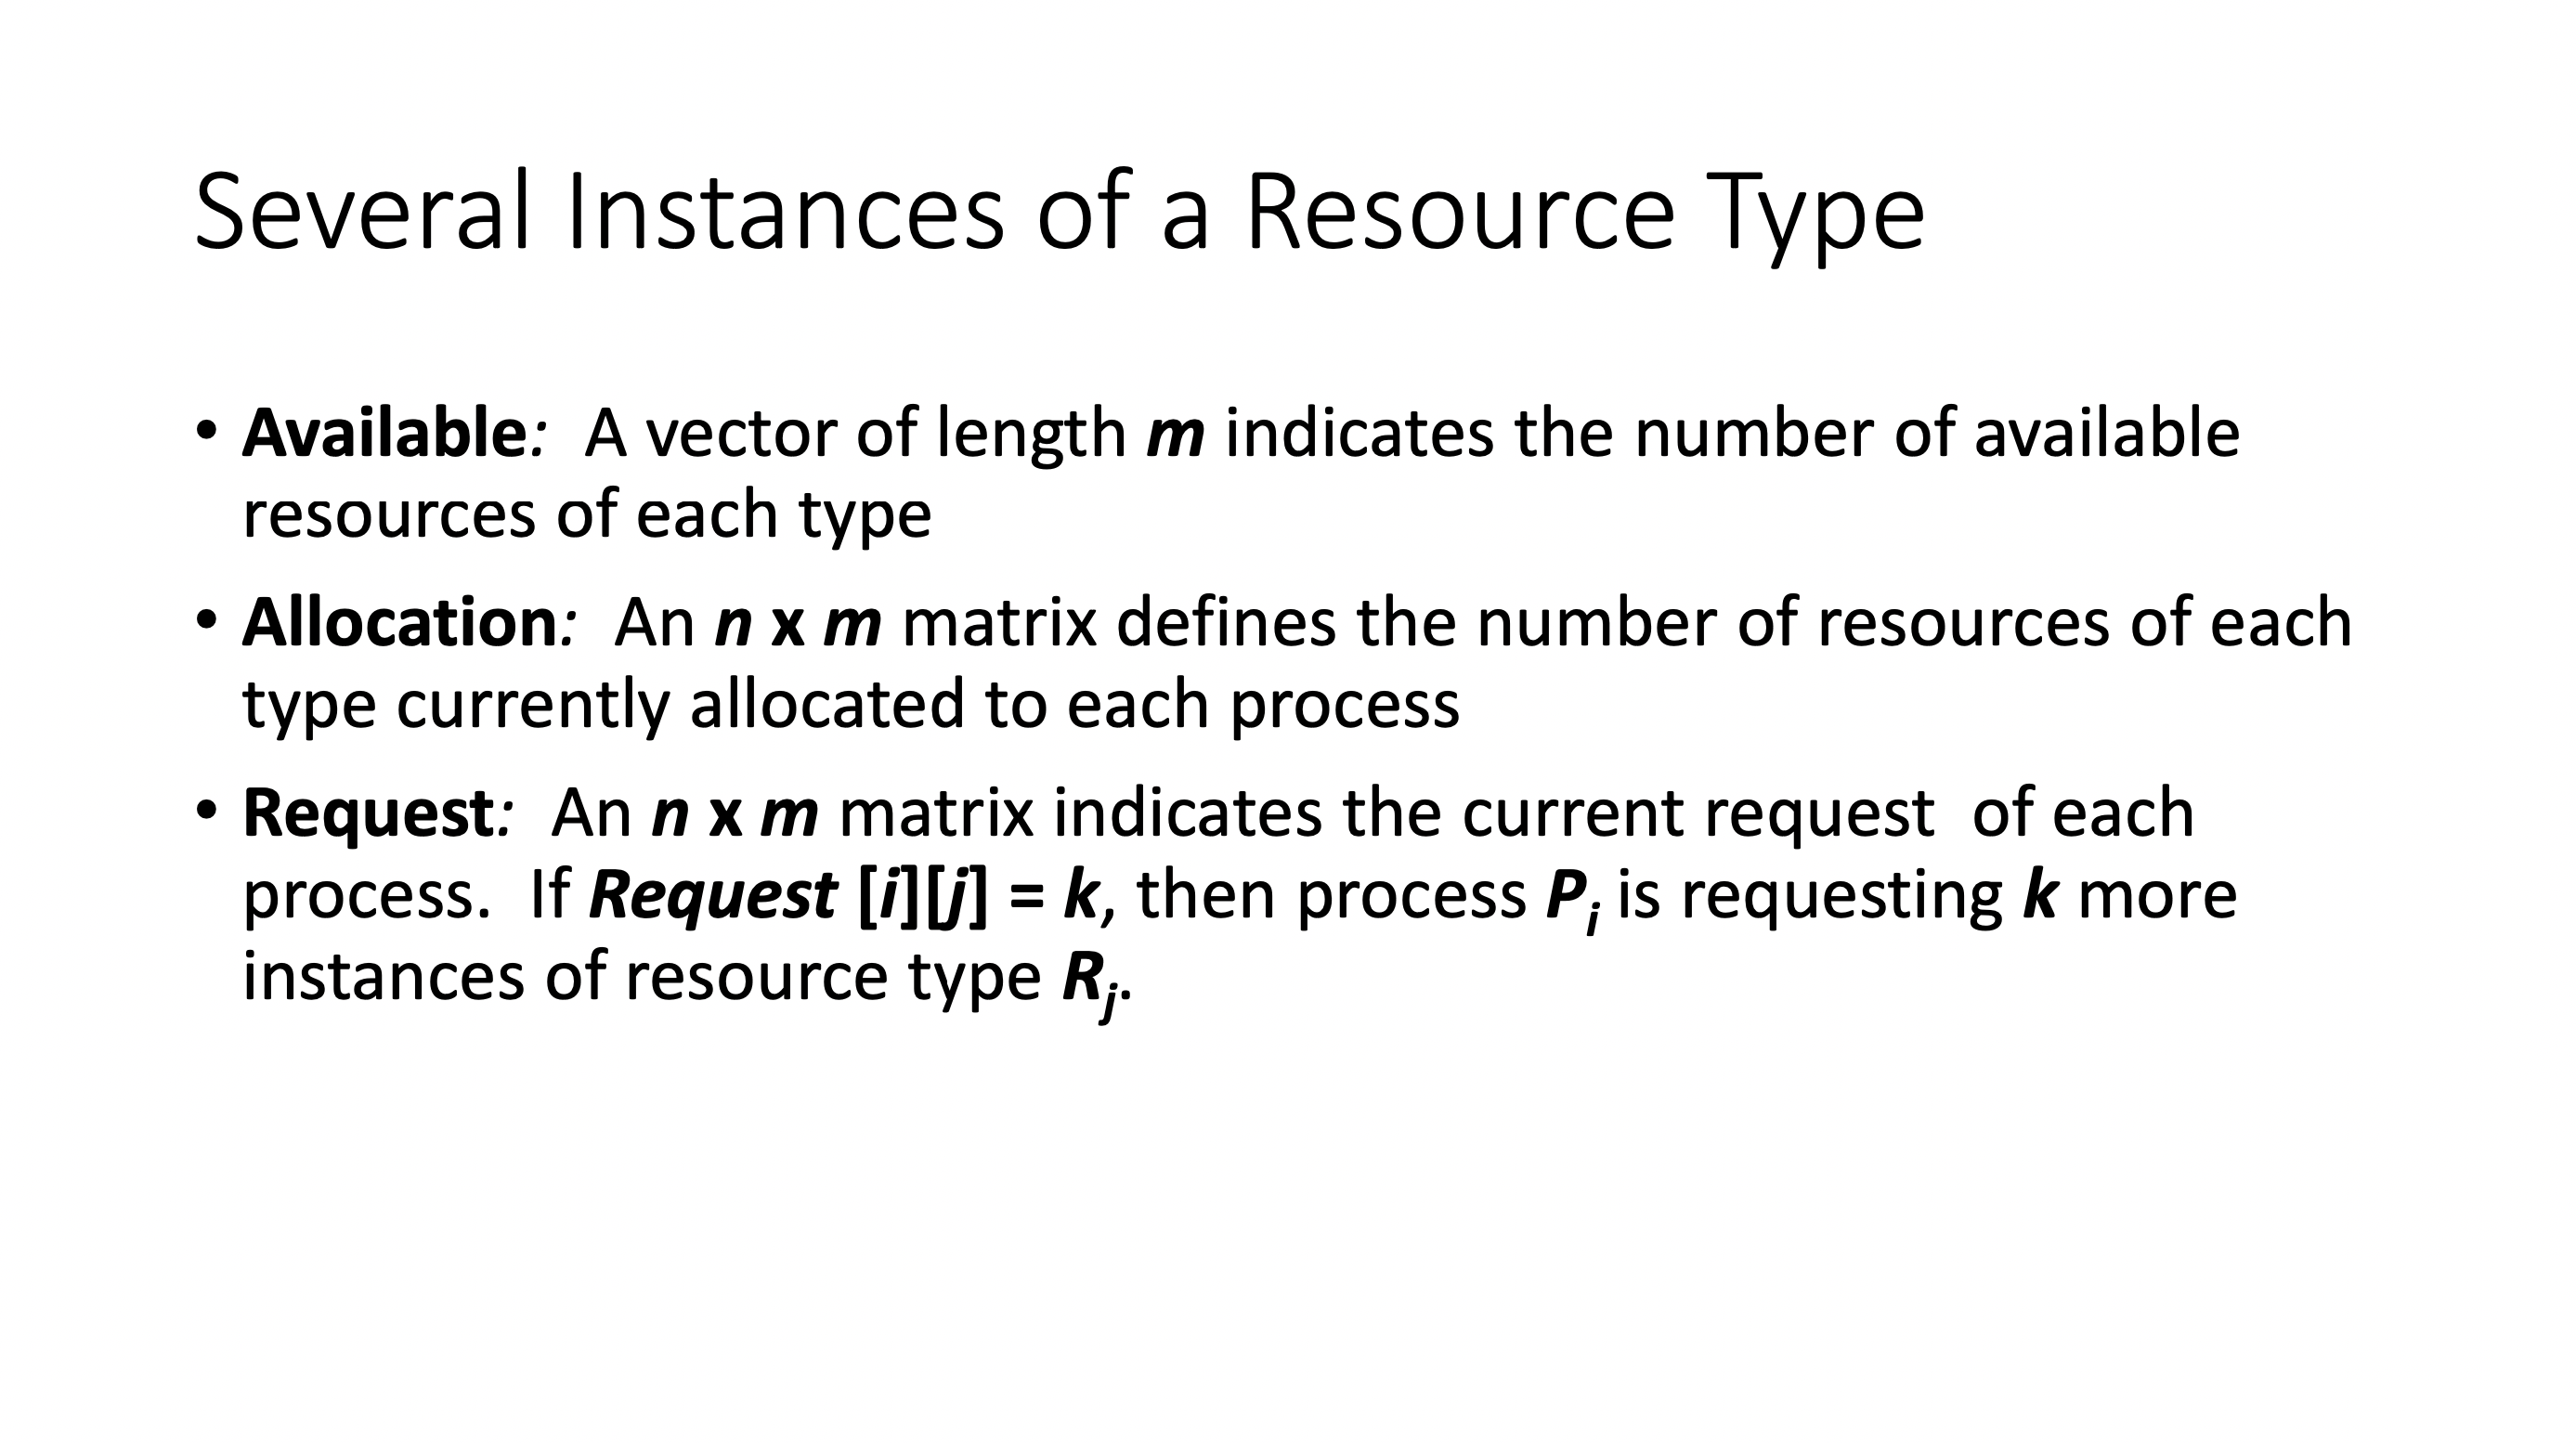 Several Instances of a Resource Type
• Available:  A vector of length m indicates the number of available
resources of each type
• Allocation:  An n x m matrix defines the number of resources of each
type currently allocated to each process
• Request:  An n x m matrix indicates the current request  of each
process.  If Request [i][j] = k, then process Pi is requesting k more
instances of resource type Rj.